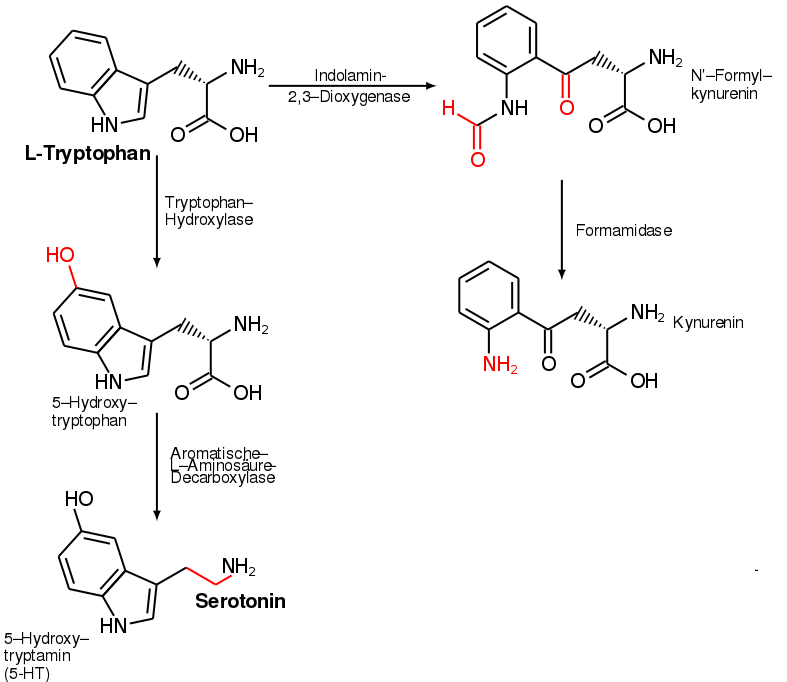 NH2
HN
O
OH
L-Tryptophan
Indolamin-
2,3–Dioxygenase
NH2
O
H
NH
O
O
OH
N'–Formyl–
kynurenin
Tryptophan–
Hydroxylase
Formamidase
HO
NH2
HN
O
OH
5–Hydroxy–
tryptophan
NH2
NH2
O
O
OH
Kynurenin
Aromatische–
L–Aminosäure-
Decarboxylase
HO
NH2
HN
Serotonin
5–Hydroxy–
tryptamin
(5-HT)
-